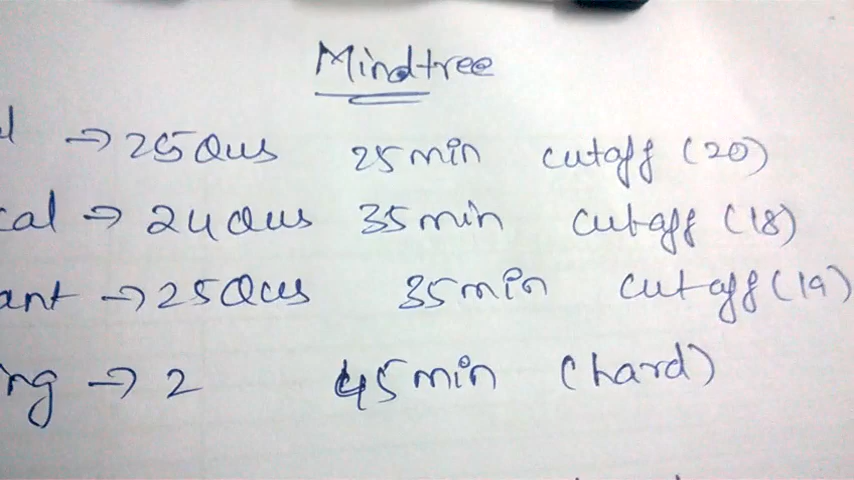 Mindtree
l → 25 Qus 25 min cutoff (20)
cal → 24 Qus 35 min cutoff (18)
ant → 25 Qus 35 min cutoff (19)
ng → 2 45 min (hard)